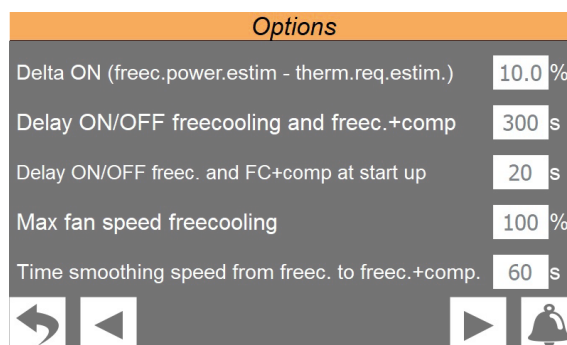 Options
Delta ON (freec.power.estim - therm.req.estim.) 10.0 %
Delay ON/OFF freecooling and freec.+comp 300 s
Delay ON/OFF freec. and FC+comp at start up 20 s
Max fan speed freecooling 100 %
Time smoothing speed from freec. to freec.+comp. 60 s